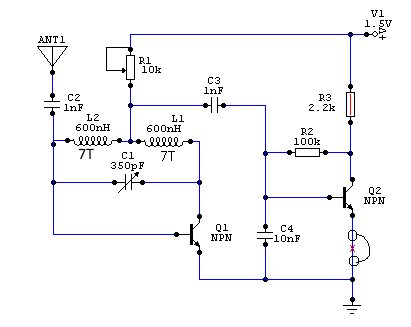 V1
1.5V
+V
ANT1
R1
10k
C2
1nF
C3
1nF
R3
2.2k
L2
600nH
7T
L1
600nH
7T
R2
100k
C1
350pF
Q2
NPN
Q1
NPN
C4
10nF